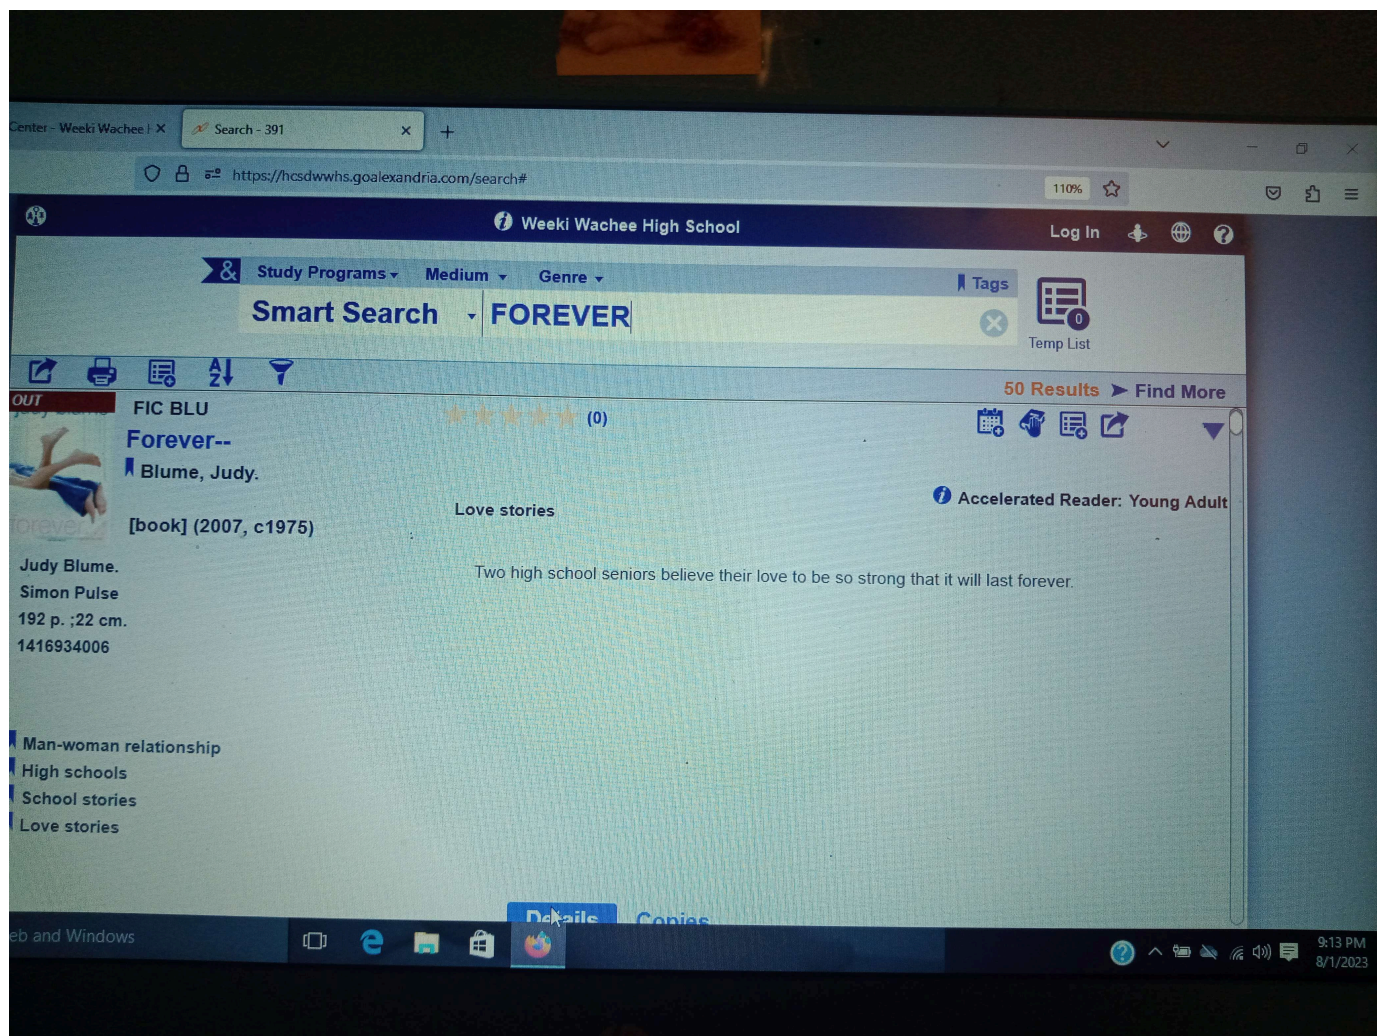 Center - Weeki Wachee H
Search - 391
https://hcsdwwhs.goalexandria.com/search#
110%
Weeki Wachee High School
Log In
&
Study Programs
Medium
Genre
Tags
Smart Search
FOREVER
0
Temp List
50 Results
Find More
OUT
FIC BLU
(0)
Forever--
Blume, Judy.
forever
Accelerated Reader: Young Adult
Love stories
[book] (2007, c1975)
Two high school seniors believe their love to be so strong that it will last forever.
Judy Blume.
Simon Pulse
192 p. ;22 cm.
1416934006
Man-woman relationship
High schools
School stories
Love stories
Details
Copies
eb and Windows
9:13 PM
8/1/2023